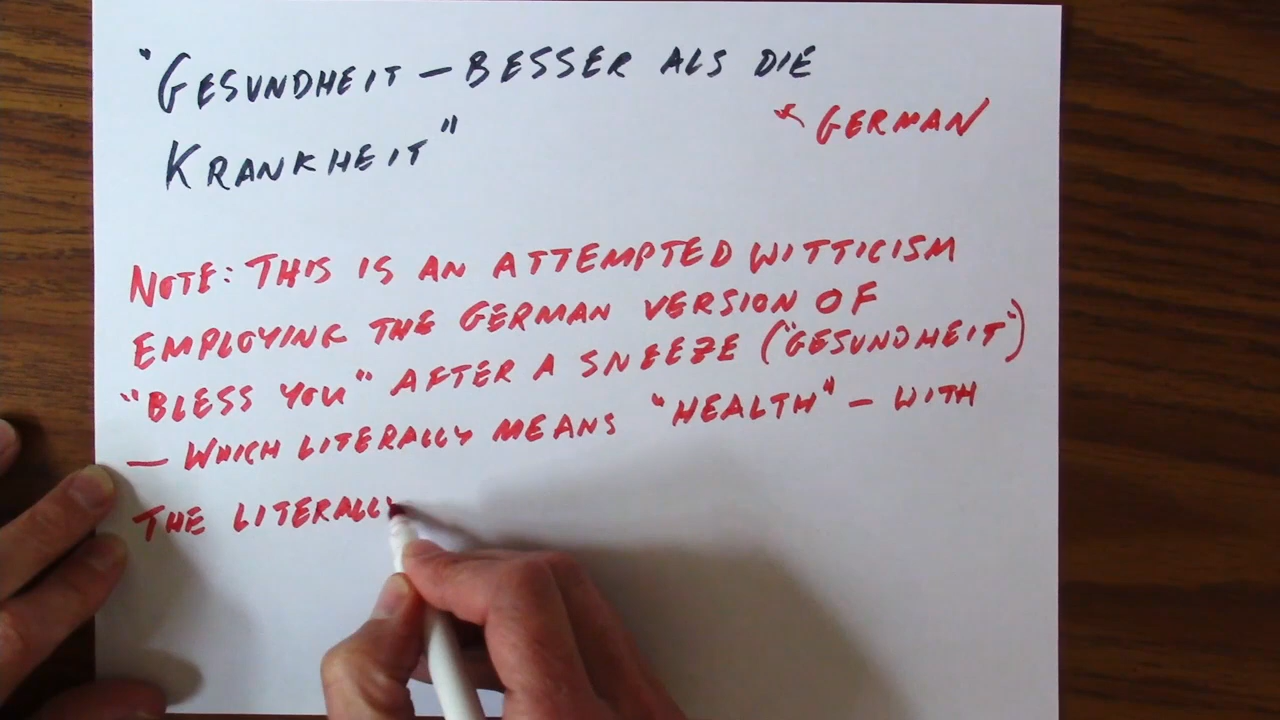 "GESUNDHEIT – BESSER ALS DIE
KRANKHEIT"
* GERMAN
NOTE: THIS IS AN ATTEMPTED WITTICISM
EMPLOYING THE GERMAN VERSION OF
"BLESS YOU" AFTER A SNEEZE ("GESUNDHEIT")
— WHICH LITERALLY MEANS "HEALTH" – WITH
THE LITERALLY